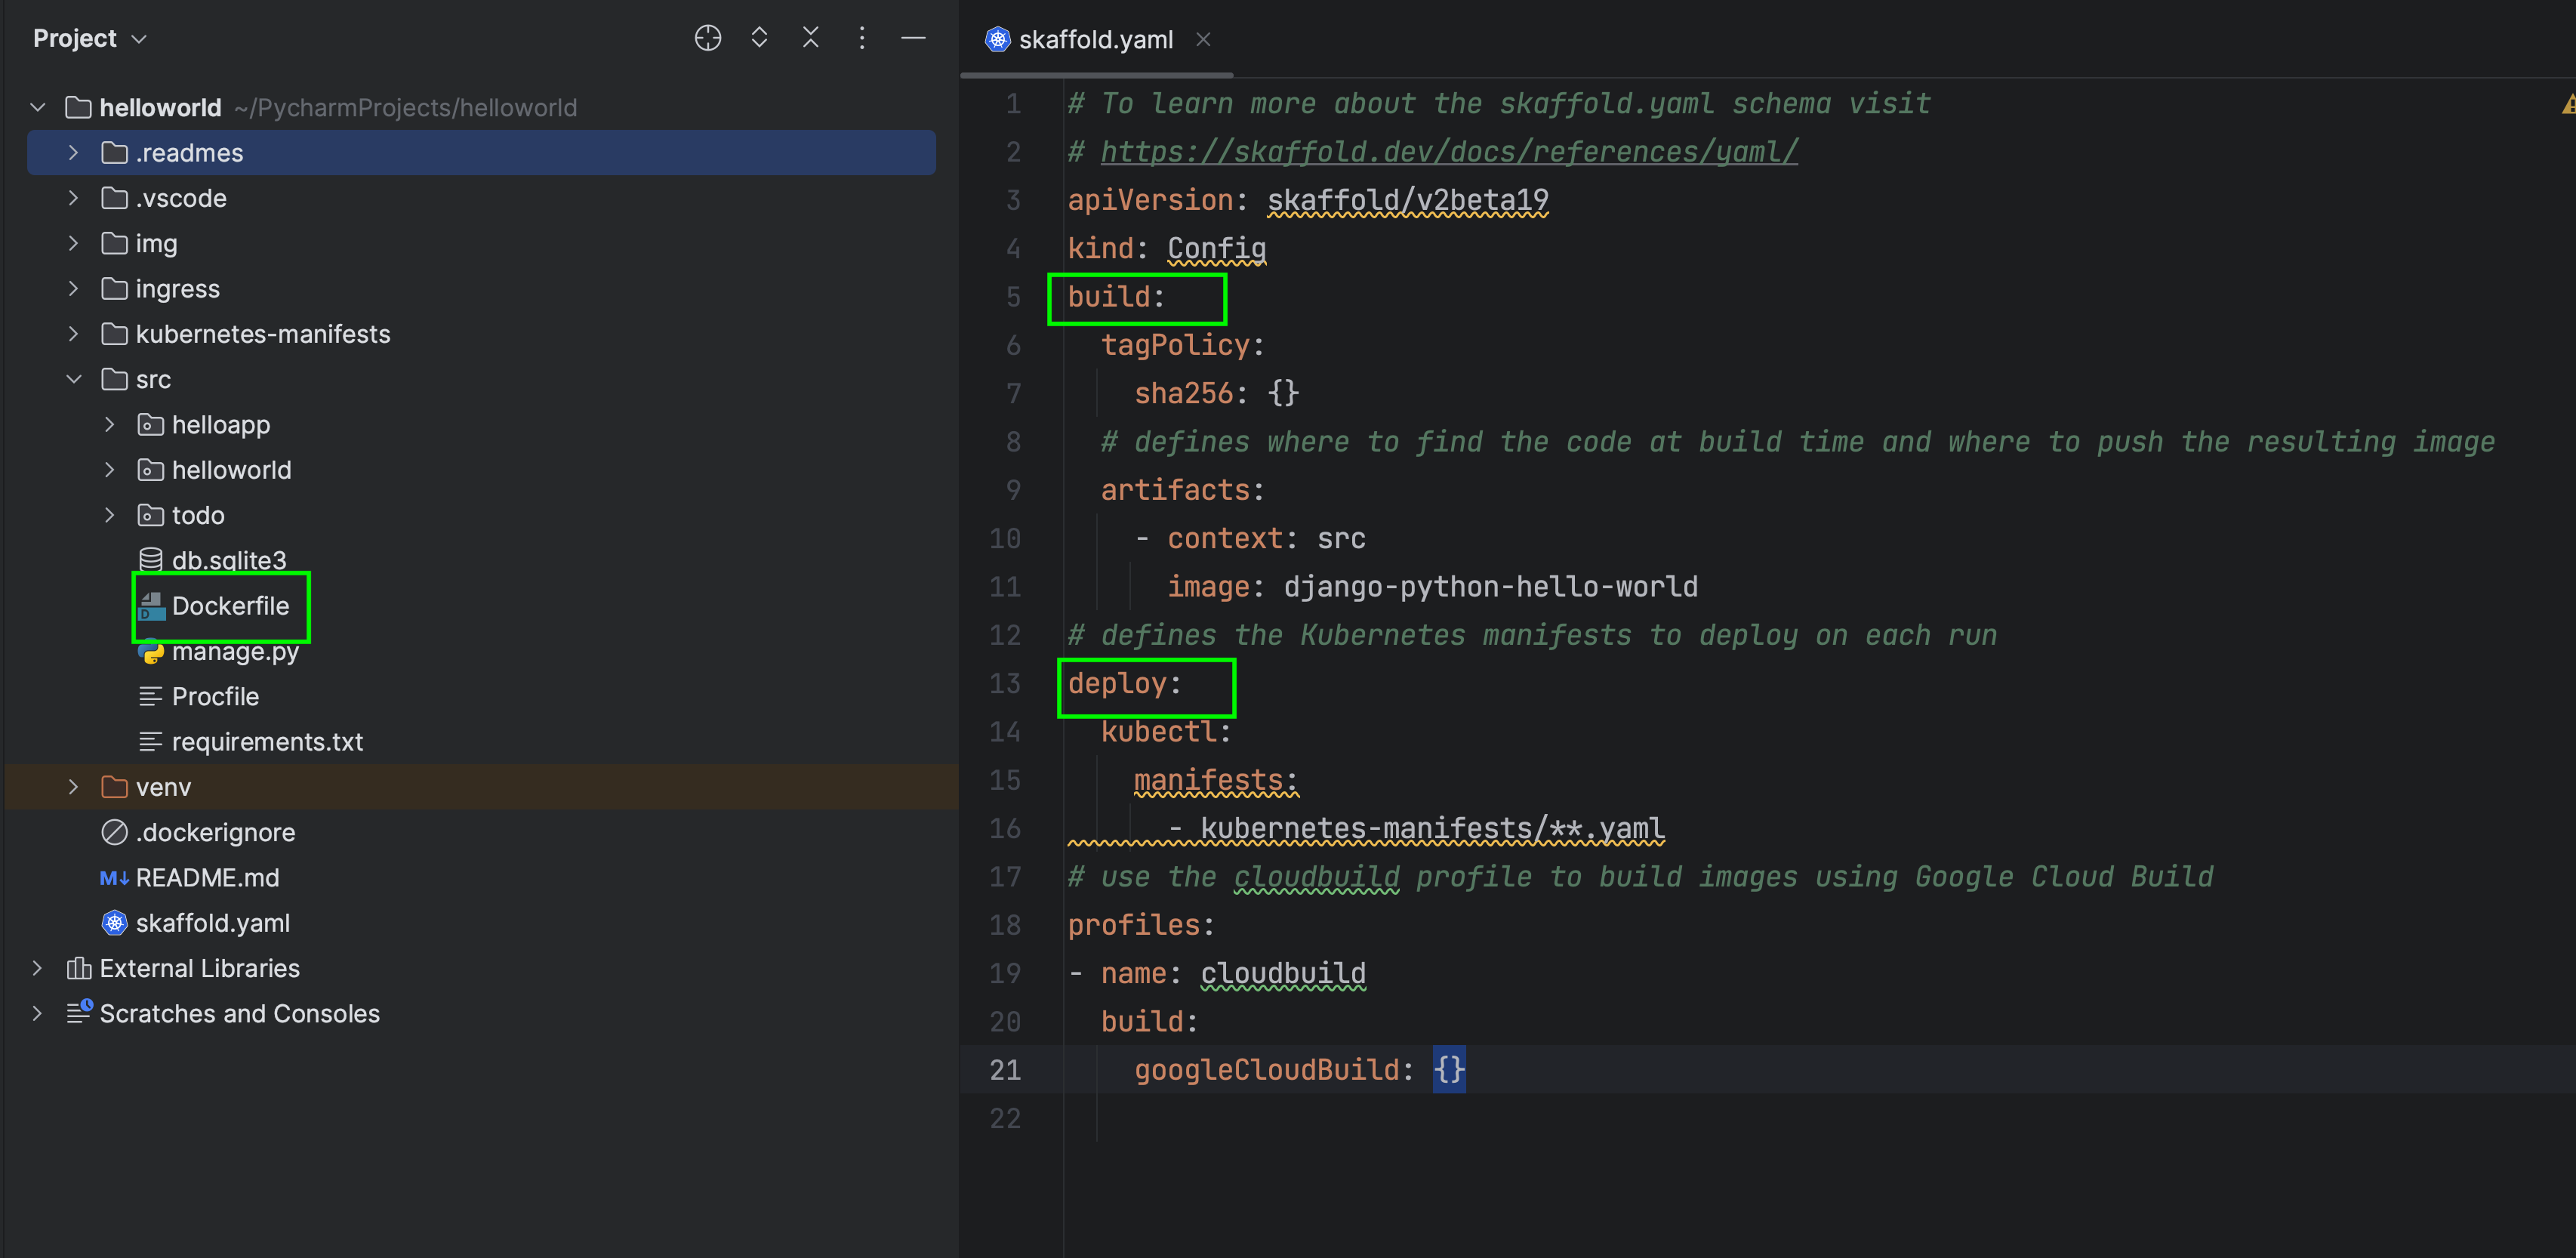 Project
helloworld ~/PycharmProjects/helloworld
.readmes
.vscode
img
ingress
kubernetes-manifests
src
helloapp
helloworld
todo
db.sqlite3
Dockerfile
manage.py
Procfile
requirements.txt
venv
.dockerignore
README.md
skaffold.yaml
External Libraries
Scratches and Consoles
skaffold.yaml
1 # To learn more about the skaffold.yaml schema visit
2 # https://skaffold.dev/docs/references/yaml/
3 apiVersion: skaffold/v2beta19
4 kind: Config
5 build:
6   tagPolicy:
7     sha256: {}
8   # defines where to find the code at build time and where to push the resulting image
9   artifacts:
10     - context: src
11       image: django-python-hello-world
12 # defines the Kubernetes manifests to deploy on each run
13 deploy:
14   kubectl:
15     manifests:
16       - kubernetes-manifests/**.yaml
17 # use the cloudbuild profile to build images using Google Cloud Build
18 profiles:
19 - name: cloudbuild
20   build:
21     googleCloudBuild: {}
22